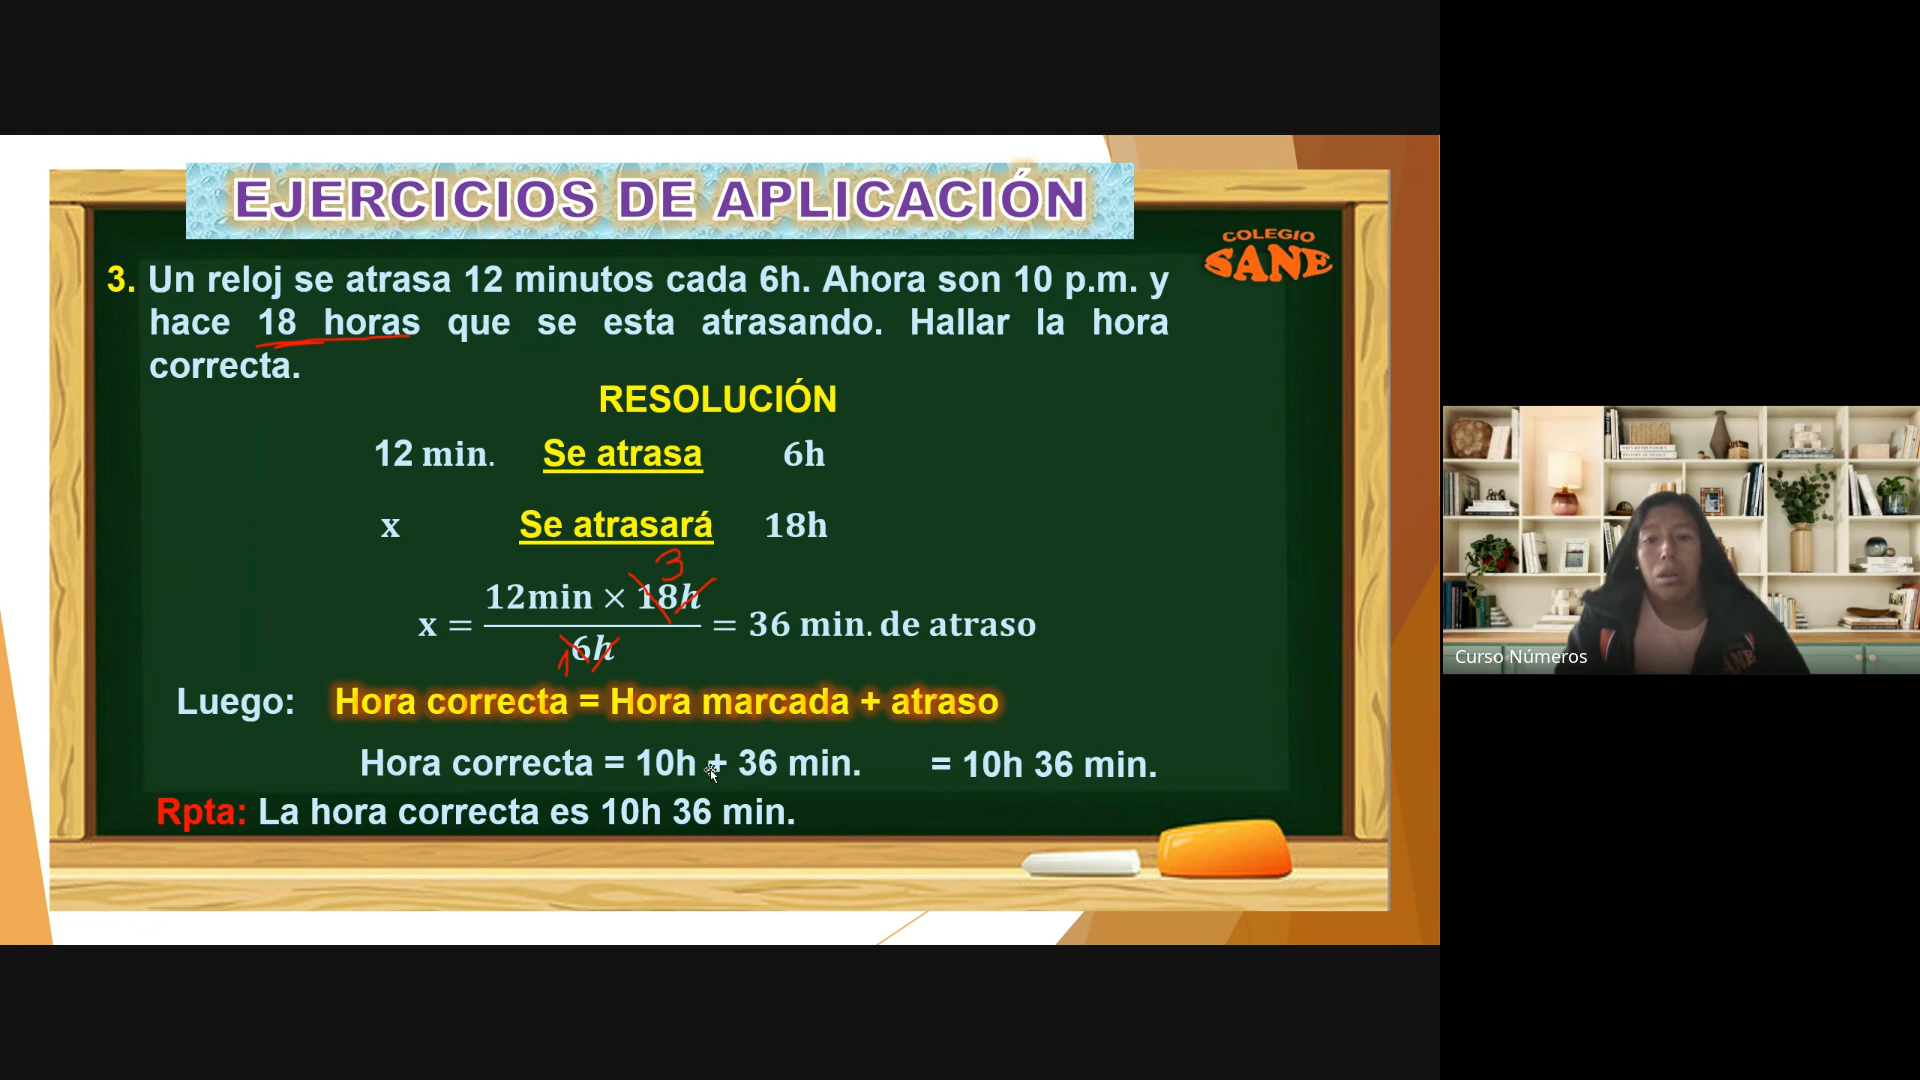 EJERCICIOS DE APLICACIÓN
COLEGIO
SANE
3. Un reloj se atrasa 12 minutos cada 6h. Ahora son 10 p.m. y
hace 18 horas que se esta atrasando. Hallar la hora
correcta.
RESOLUCIÓN
12 min. Se atrasa 6h
x Se atrasará 18h
3
12min × 18h
x = = 36 min. de atraso
6h
1
Luego: Hora correcta = Hora marcada + atraso
Hora correcta = 10h + 36 min. = 10h 36 min.
Rpta: La hora correcta es 10h 36 min.
Curso Números